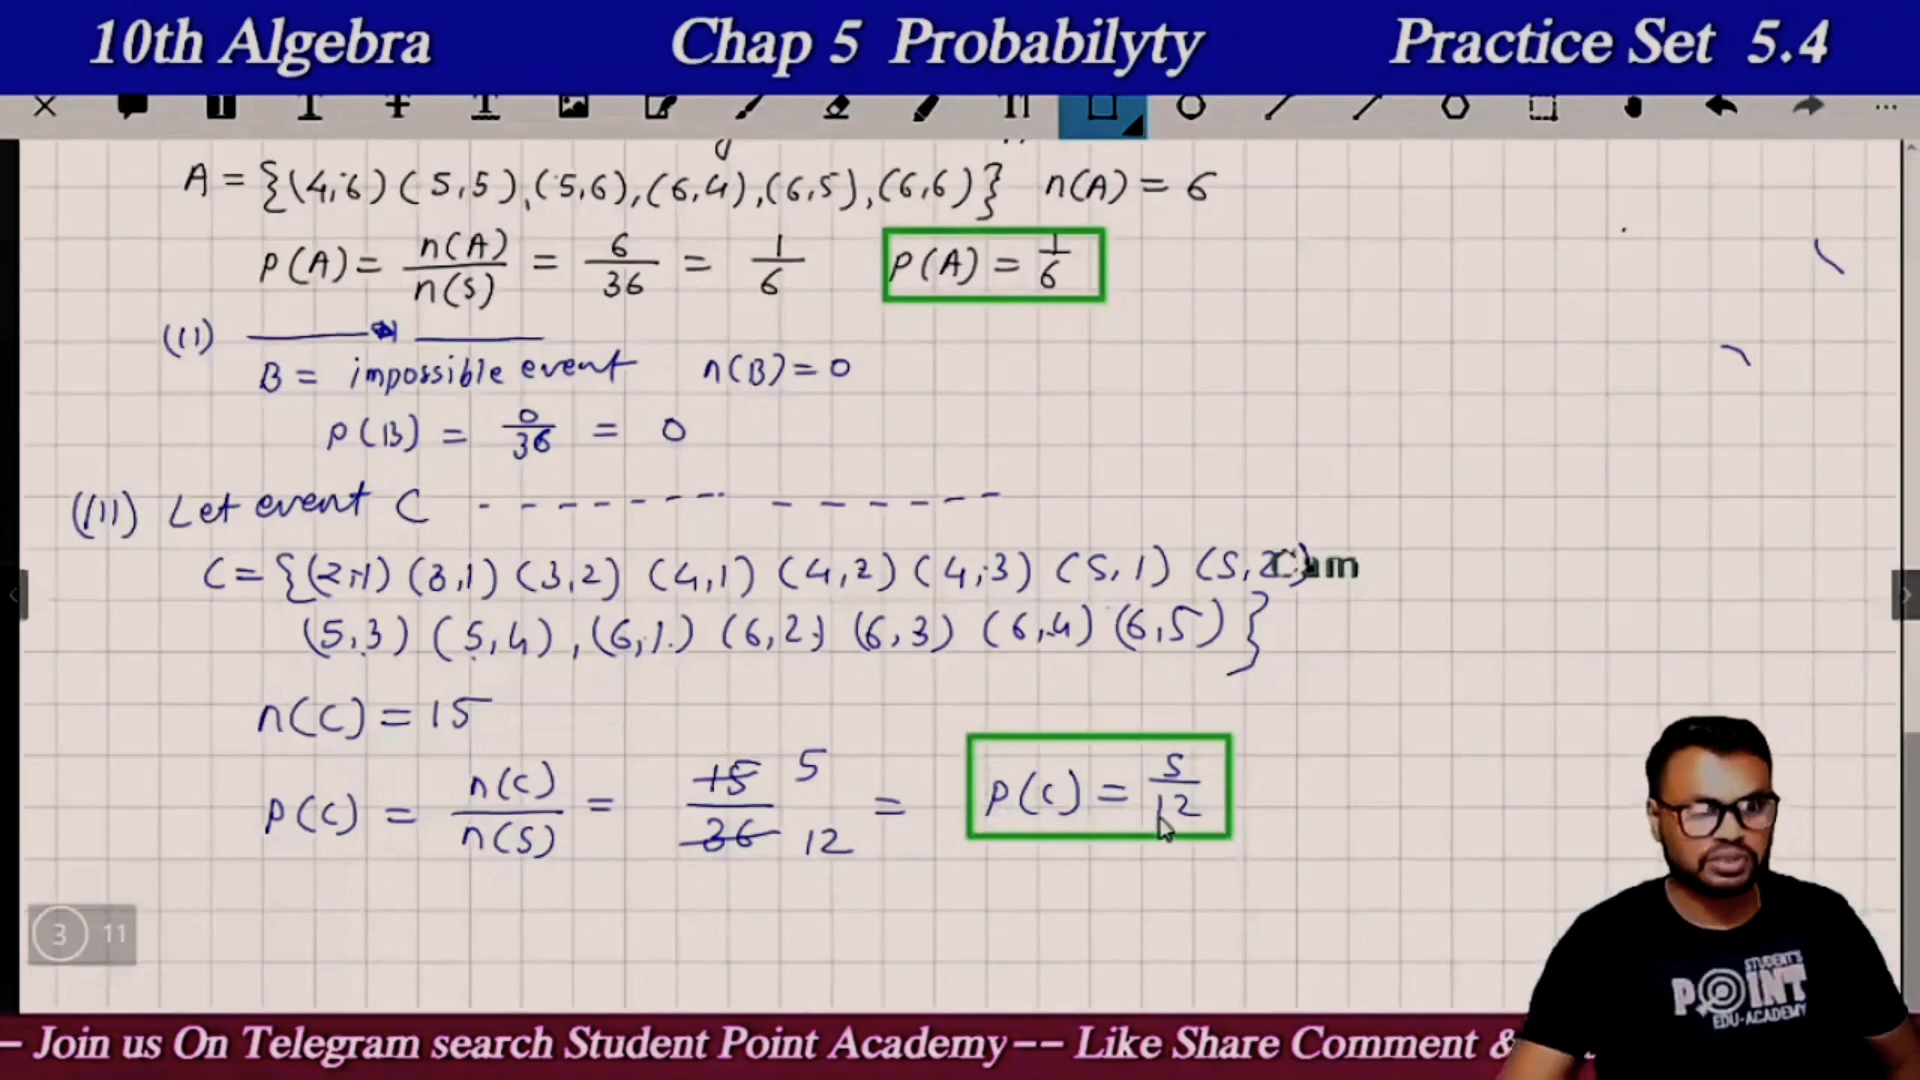 10th Algebra Chap 5 Probabilyty Practice Set 5.4
A = {(4,6) (5,5), (5,6), (6,4), (6,5), (6,6)} n(A) = 6
P(A) = n(A)/n(S) = 6/36 = 1/6 P(A) = 1/6
(II)
B = impossible event n(B) = 0
P(B) = 0/36 = 0
(III) Let event C - - - - - - - - - - - - -
C = {(2,1) (3,1) (3,2) (4,1) (4,2) (4,3) (5,1) (5,2)
(5,3) (5,4), (6,1) (6,2) (6,3) (6,4) (6,5)}
n(C) = 15
P(C) = n(C)/n(S) = 15/36 5/12 = P(C) = 5/12
3 11
STUDENT'S
POINT
EDU-ACADEMY
– Join us On Telegram search Student Point Academy–– Like Share Comment &